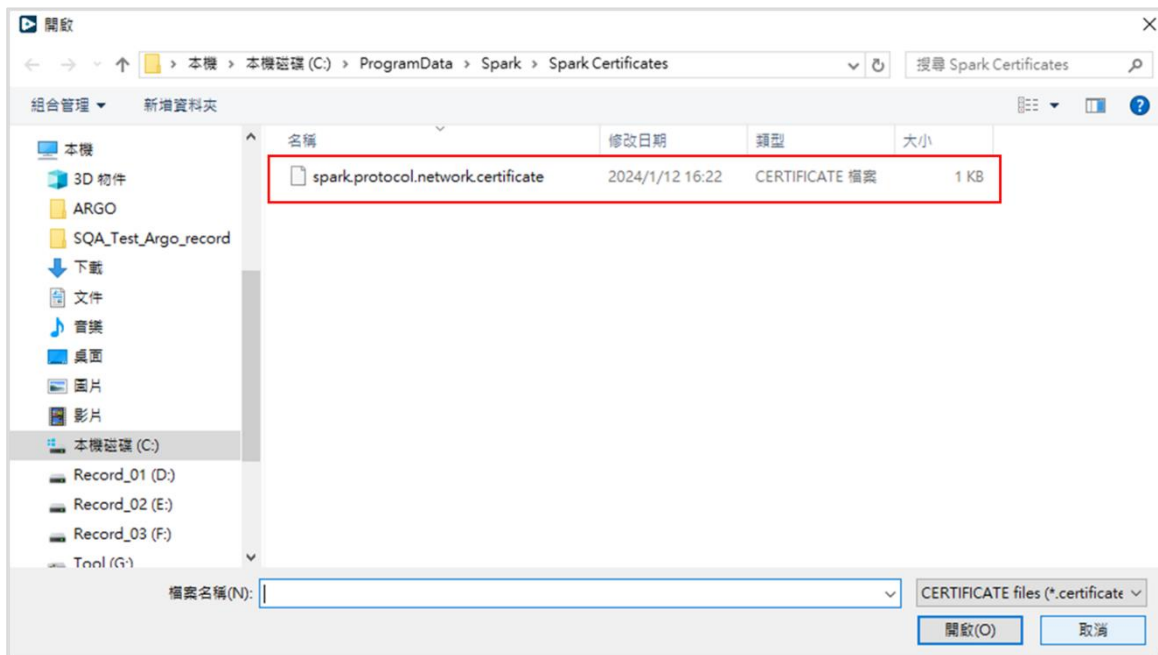 開啟
本機 › 本機磁碟 (C:) › ProgramData › Spark › Spark Certificates
搜尋 Spark Certificates
組合管理
新增資料夾
名稱 修改日期 類型 大小
spark.protocol.network.certificate 2024/1/12 16:22 CERTIFICATE 檔案 1 KB
本機
3D 物件
ARGO
SQA_Test_Argo_record
下載
文件
音樂
桌面
圖片
影片
本機磁碟 (C:)
Record_01 (D:)
Record_02 (E:)
Record_03 (F:)
Tool (G:)
檔案名稱(N):
CERTIFICATE files (*.certificate
開啟(O)
取消